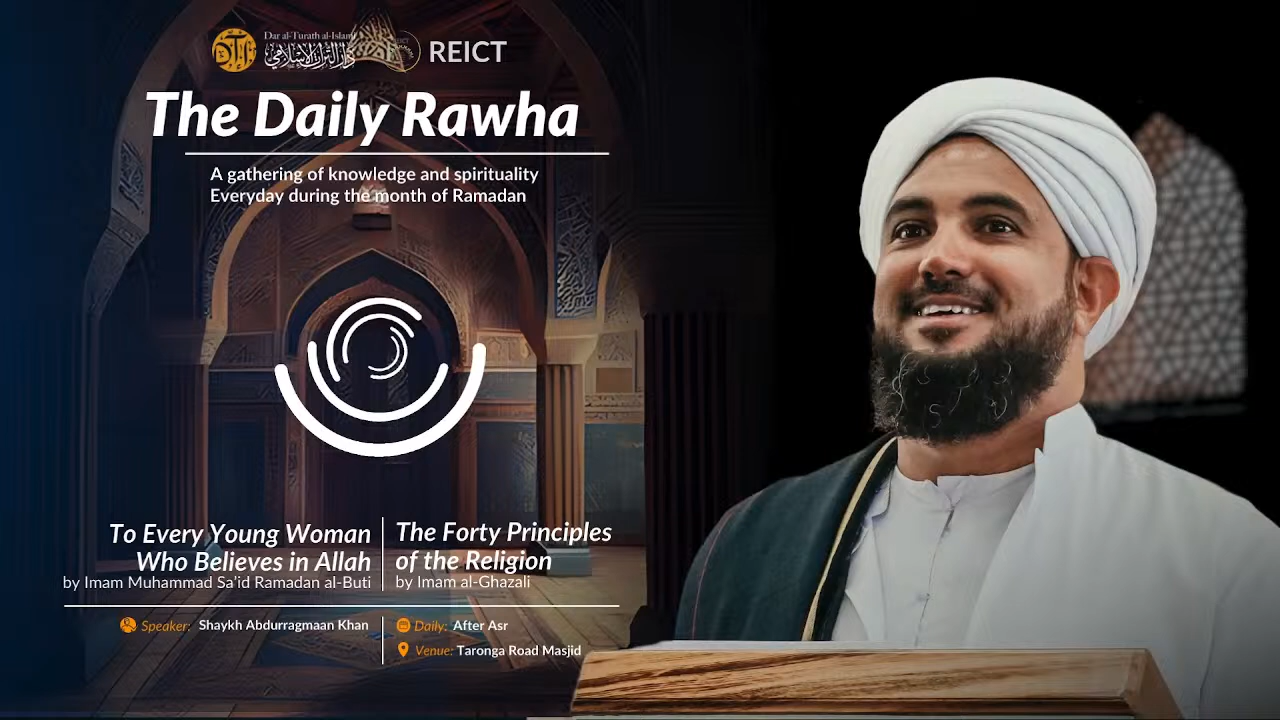 Dar al-Turath al-Islami
دار التراث الإسلامي
REICT
The Daily Rawha
A gathering of knowledge and spirituality
Everyday during the month of Ramadan
To Every Young Woman
Who Believes in Allah
by Imam Muhammad Sa'id Ramadan al-Buti
The Forty Principles
of the Religion
by Imam al-Ghazali
Speaker: Shaykh Abdurragmaan Khan
Daily: After Asr
Venue: Taronga Road Masjid